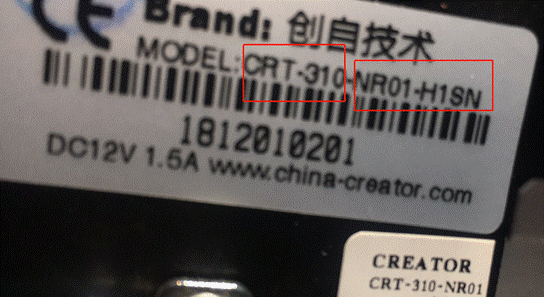 CE Brand: 创自技术
MODEL: CRT-310-NR01-H1SN
1812010201
DC12V 1.5A www.china-creator.com
CREATOR
CRT-310-NR01